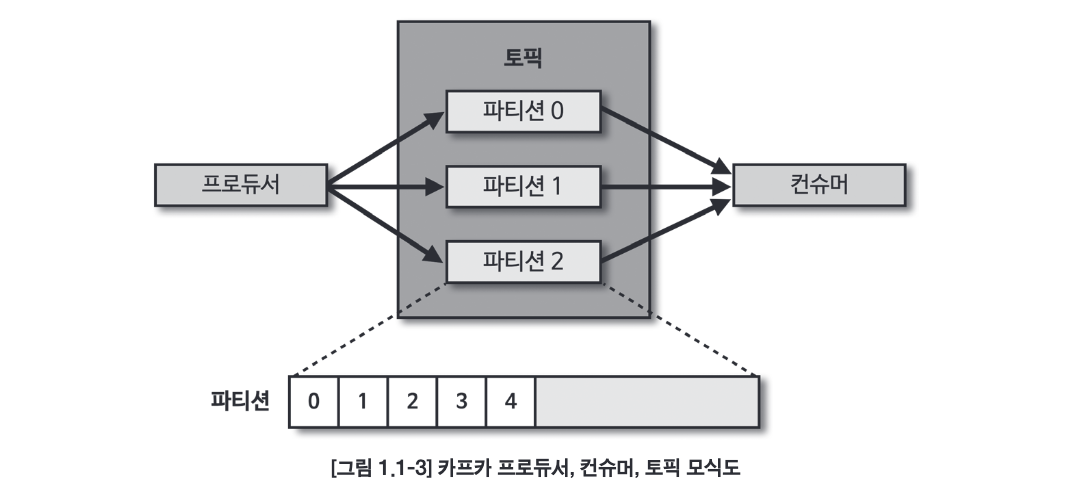 토픽
파티션 0
프로듀서
파티션 1
컨슈머
파티션 2
파티션
0 1 2 3 4
[그림 1.1-3] 카프카 프로듀서, 컨슈머, 토픽 모식도